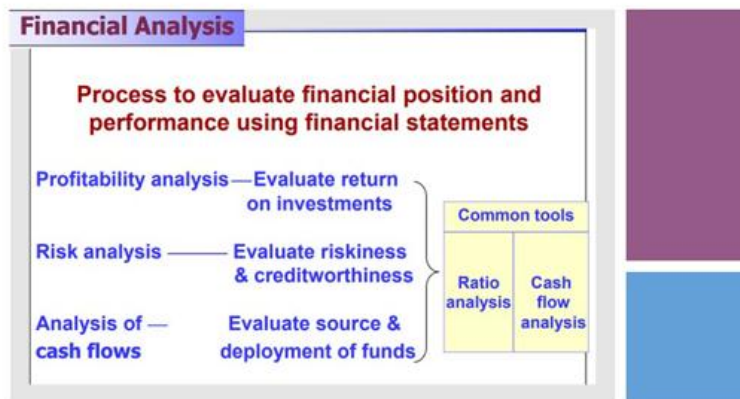 Financial Analysis
Process to evaluate financial position and
performance using financial statements
Profitability analysis — Evaluate return
on investments
Risk analysis —— Evaluate riskiness
& creditworthiness
Analysis of — Evaluate source &
cash flows deployment of funds
Common tools
Ratio
analysis
Cash
flow
analysis